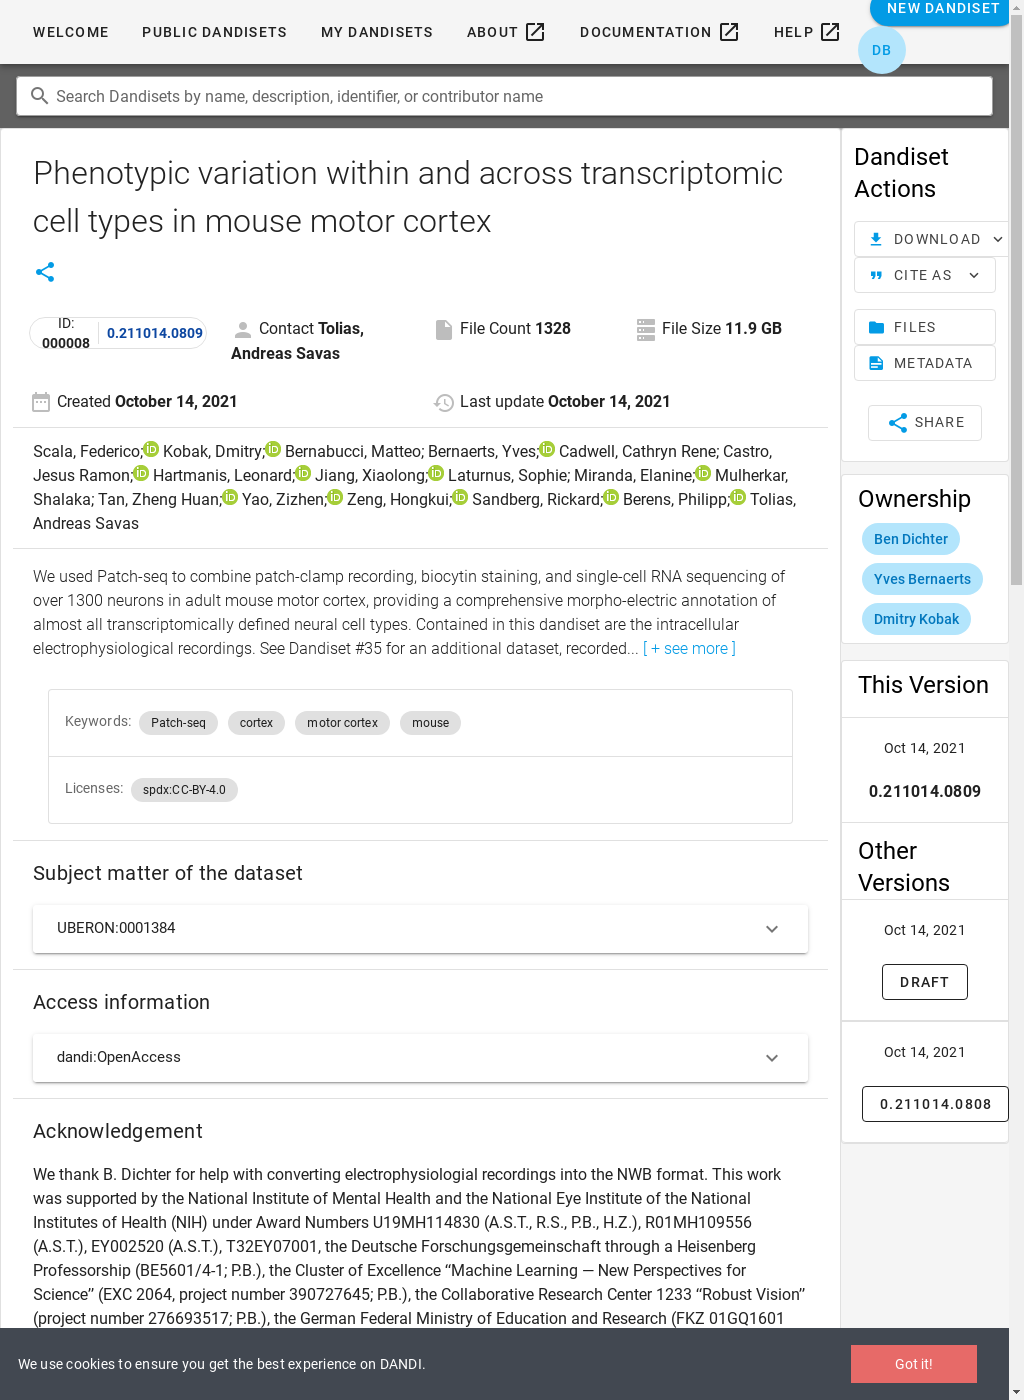 WELCOME PUBLIC DANDISETS MY DANDISETS ABOUT DOCUMENTATION HELP NEW DANDISET
DB
Search Dandisets by name, description, identifier, or contributor name
Phenotypic variation within and across transcriptomic
cell types in mouse motor cortex
ID:
000008
0.211014.0809
Contact Tolias,
Andreas Savas
File Count 1328
File Size 11.9 GB
Created October 14, 2021
Last update October 14, 2021
Scala, Federico; Kobak, Dmitry; Bernabucci, Matteo; Bernaerts, Yves; Cadwell, Cathryn Rene; Castro,
Jesus Ramon; Hartmanis, Leonard; Jiang, Xiaolong; Laturnus, Sophie; Miranda, Elanine; Mulherkar,
Shalaka; Tan, Zheng Huan; Yao, Zizhen; Zeng, Hongkui; Sandberg, Rickard; Berens, Philipp; Tolias,
Andreas Savas
We used Patch-seq to combine patch-clamp recording, biocytin staining, and single-cell RNA sequencing of
over 1300 neurons in adult mouse motor cortex, providing a comprehensive morpho-electric annotation of
almost all transcriptomically defined neural cell types. Contained in this dandiset are the intracellular
electrophysiological recordings. See Dandiset #35 for an additional dataset, recorded... [ + see more ]
Keywords: Patch-seq cortex motor cortex mouse
Licenses: spdx:CC-BY-4.0
Subject matter of the dataset
UBERON:0001384
Access information
dandi:OpenAccess
Acknowledgement
We thank B. Dichter for help with converting electrophysiologial recordings into the NWB format. This work
was supported by the National Institute of Mental Health and the National Eye Institute of the National
Institutes of Health (NIH) under Award Numbers U19MH114830 (A.S.T., R.S., P.B., H.Z.), R01MH109556
(A.S.T.), EY002520 (A.S.T.), T32EY07001, the Deutsche Forschungsgemeinschaft through a Heisenberg
Professorship (BE5601/4-1; P.B.), the Cluster of Excellence “Machine Learning — New Perspectives for
Science” (EXC 2064, project number 390727645; P.B.), the Collaborative Research Center 1233 “Robust Vision”
(project number 276693517; P.B.), the German Federal Ministry of Education and Research (FKZ 01GQ1601
Dandiset
Actions
DOWNLOAD
CITE AS
FILES
METADATA
SHARE
Ownership
Ben Dichter
Yves Bernaerts
Dmitry Kobak
This Version
Oct 14, 2021
0.211014.0809
Other
Versions
Oct 14, 2021
DRAFT
Oct 14, 2021
0.211014.0808
We use cookies to ensure you get the best experience on DANDI.
Got it!